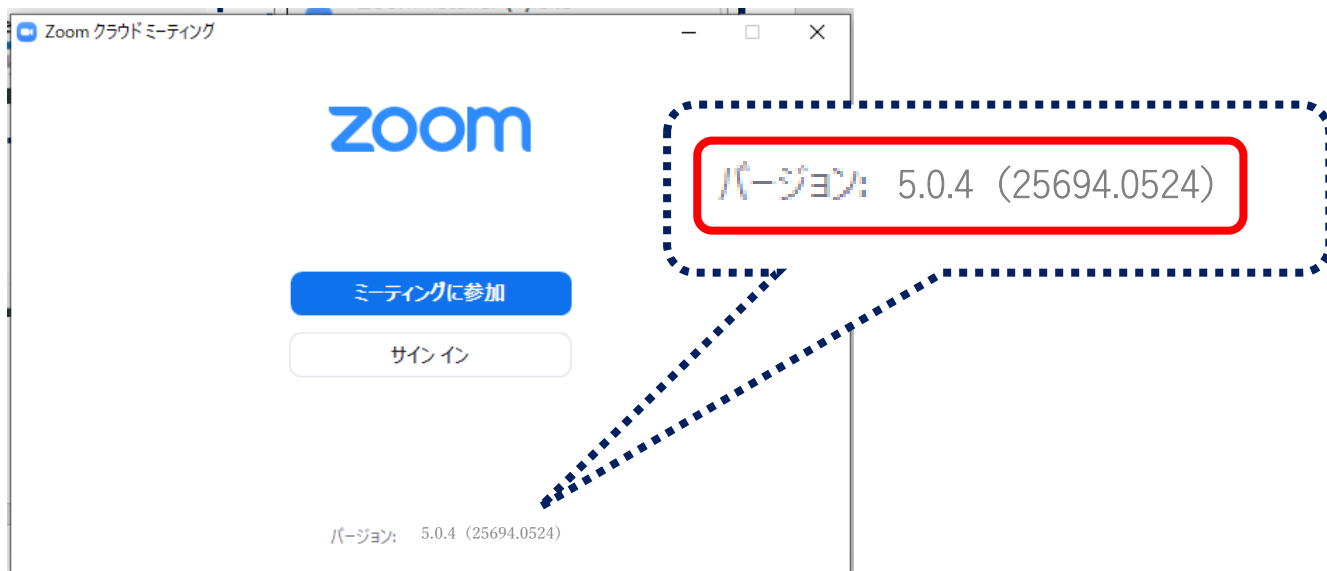 Zoom クラウド ミーティング
zoom
バージョン: 5.0.4（25694.0524）
ミーティングに参加
サイン イン
バージョン: 5.0.4（25694.0524）